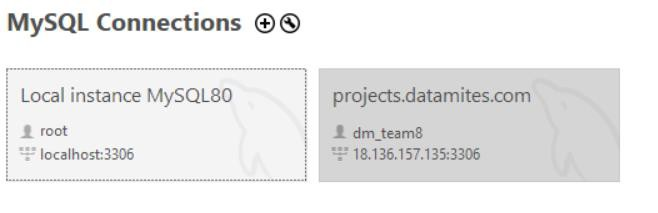 MySQL Connections
Local instance MySQL80
root
localhost:3306
projects.datamites.com
dm_team8
18.136.157.135:3306